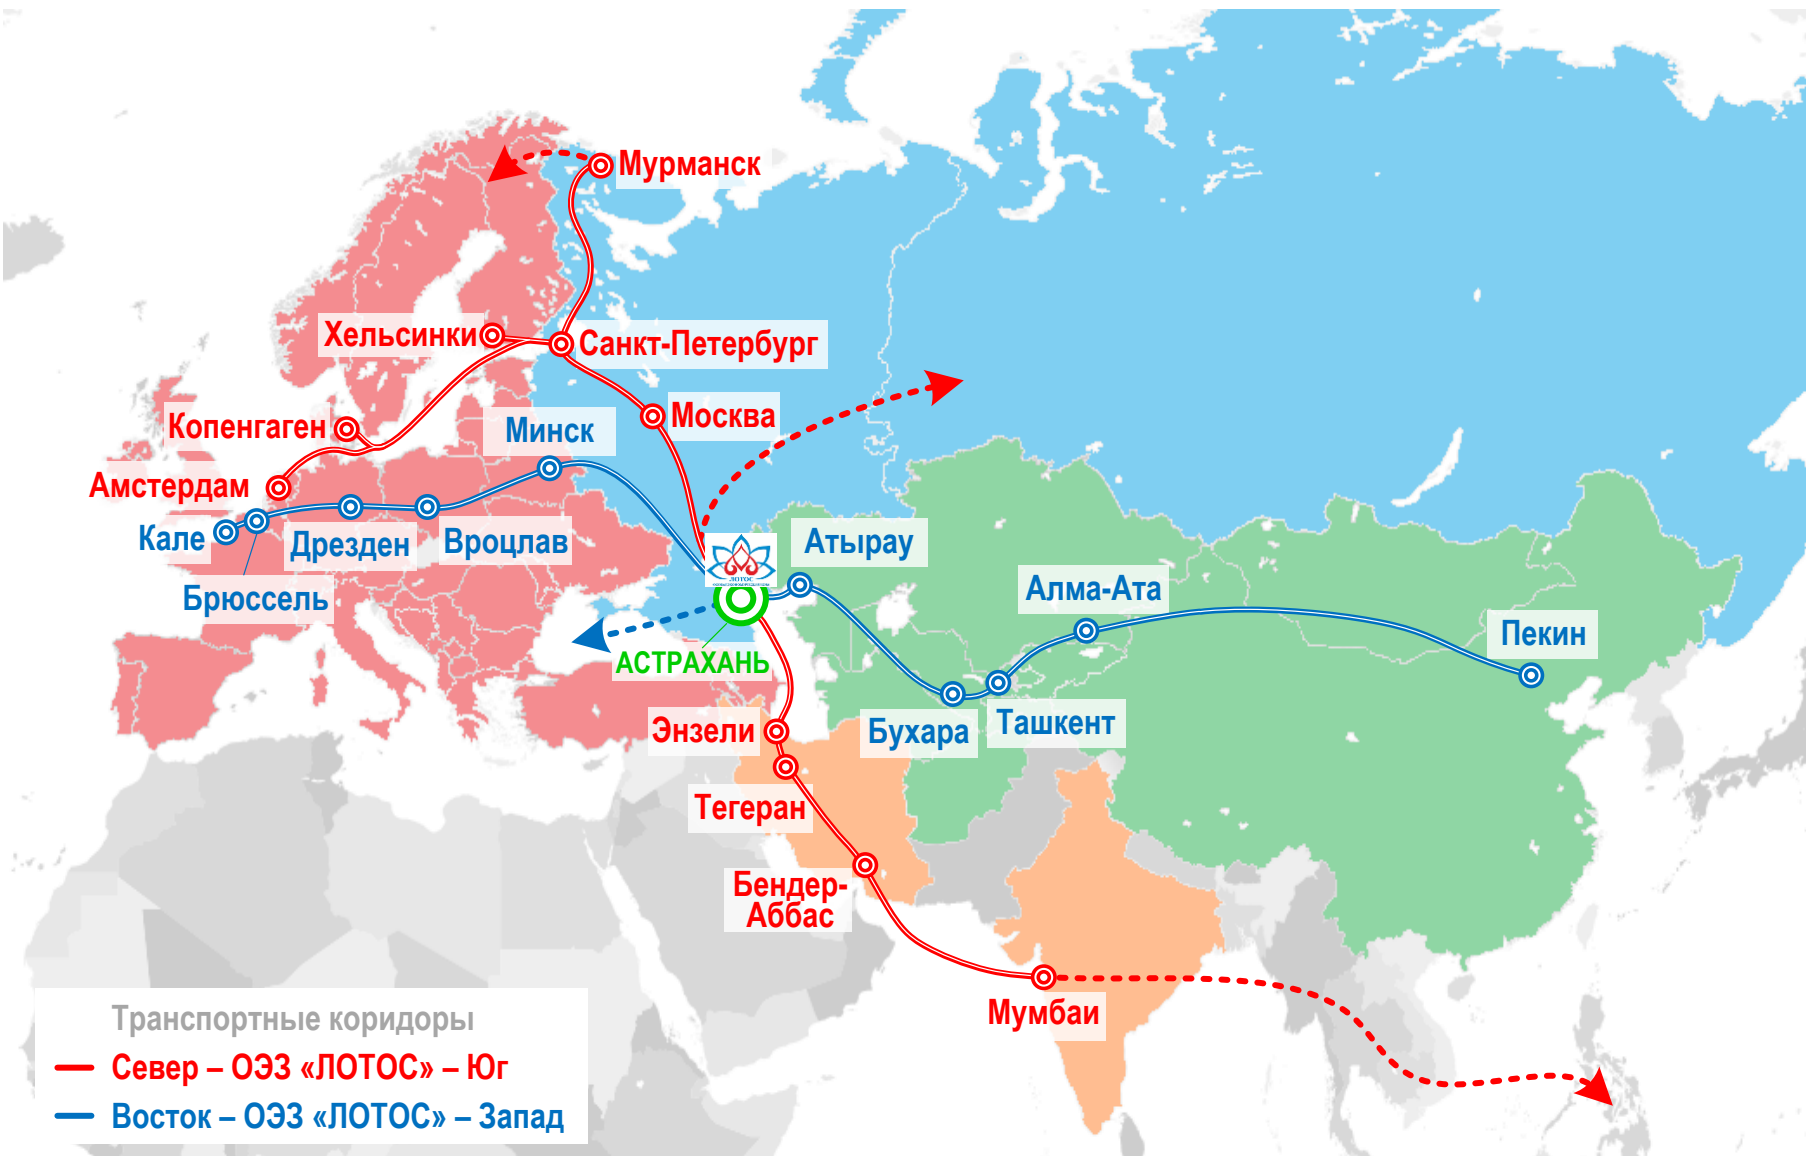 Мурманск
Хельсинки
Санкт-Петербург
Копенгаген
Москва
Минск
Амстердам
Кале
Дрезден
Вроцлав
Атырау
Брюссель
ЛОТОС
Алма-Ата
Пекин
АСТРАХАНЬ
Энзели
Бухара
Ташкент
Тегеран
Бендер-
Аббас
Мумбаи
Транспортные коридоры
Север – ОЭЗ «ЛОТОС» – Юг
Восток – ОЭЗ «ЛОТОС» – Запад